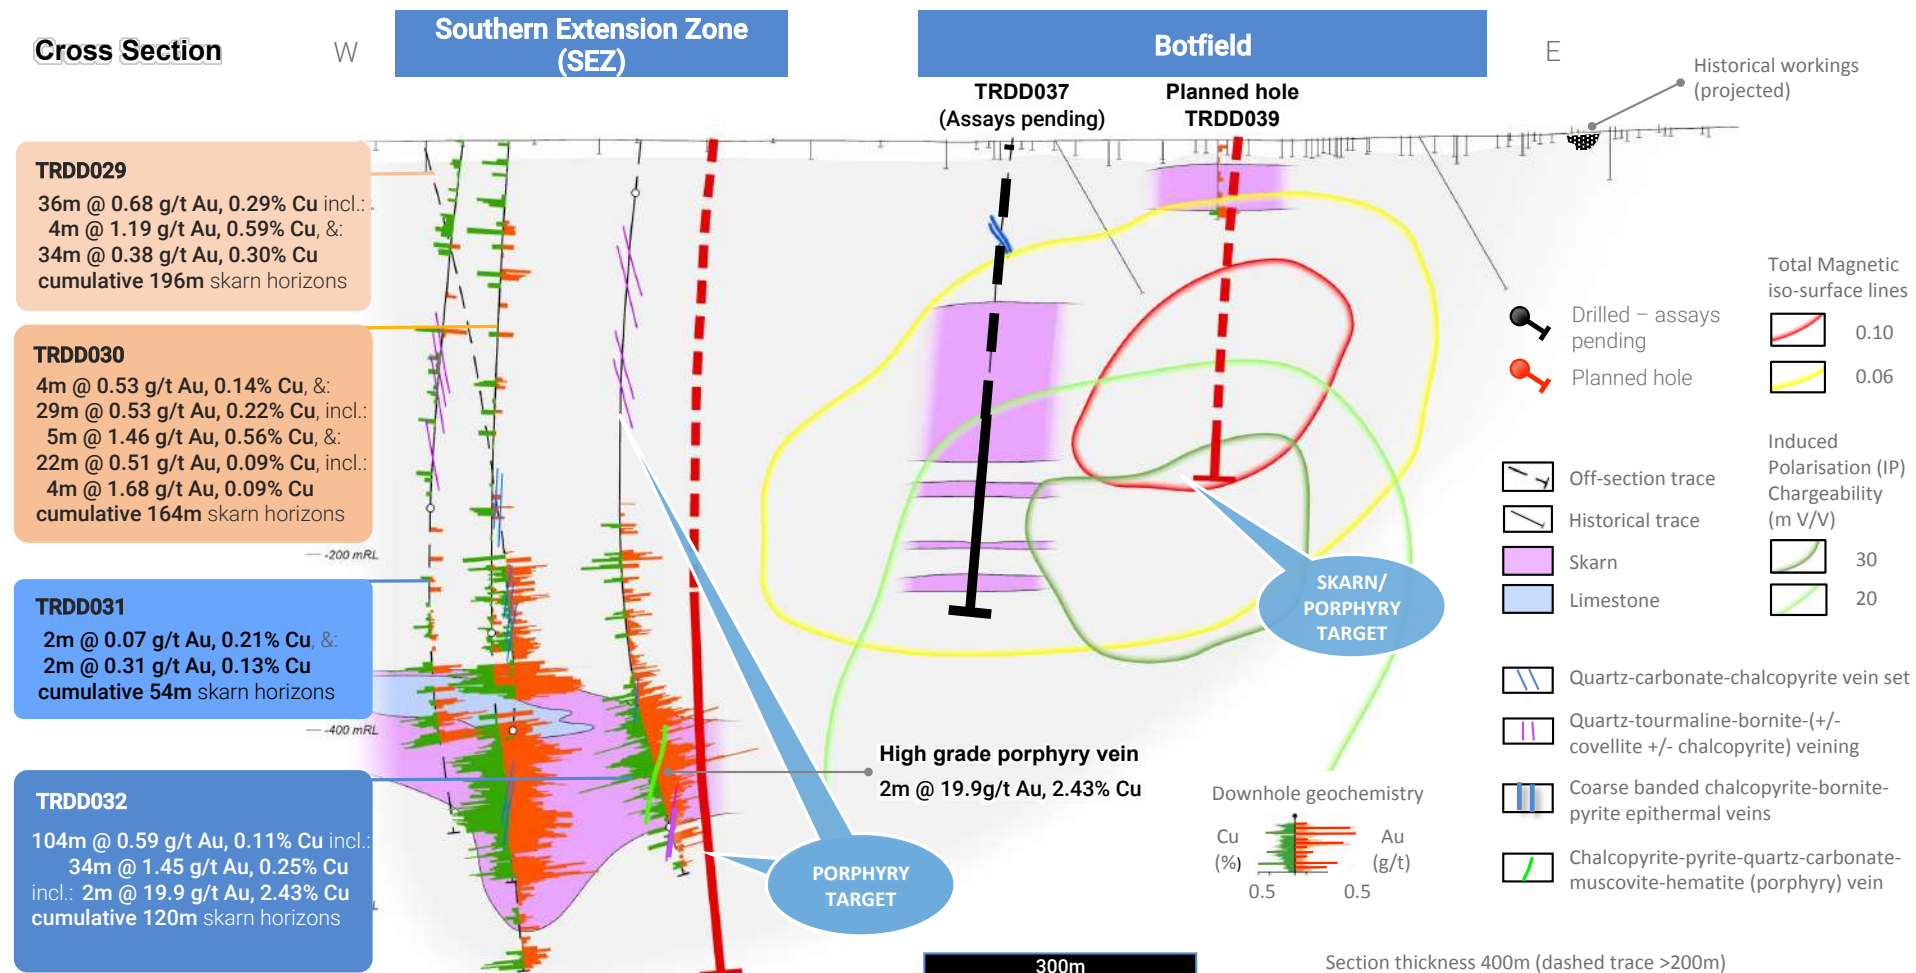 Cross Section
W
Southern Extension Zone
(SEZ)
Botfield
E
Historical workings
(projected)
TRDD037
(Assays pending)
Planned hole
TRDD039
TRDD029
36m @ 0.68 g/t Au, 0.29% Cu incl.:
4m @ 1.19 g/t Au, 0.59% Cu, &:
34m @ 0.38 g/t Au, 0.30% Cu
cumulative 196m skarn horizons
TRDD030
4m @ 0.53 g/t Au, 0.14% Cu, &:
29m @ 0.53 g/t Au, 0.22% Cu, incl.:
5m @ 1.46 g/t Au, 0.56% Cu, &:
22m @ 0.51 g/t Au, 0.09% Cu, incl.:
4m @ 1.68 g/t Au, 0.09% Cu
cumulative 164m skarn horizons
-200 mRL
TRDD031
2m @ 0.07 g/t Au, 0.21% Cu, &:
2m @ 0.31 g/t Au, 0.13% Cu
cumulative 54m skarn horizons
-400 mRL
TRDD032
104m @ 0.59 g/t Au, 0.11% Cu incl.:
34m @ 1.45 g/t Au, 0.25% Cu
incl.: 2m @ 19.9 g/t Au, 2.43% Cu
cumulative 120m skarn horizons
High grade porphyry vein
2m @ 19.9g/t Au, 2.43% Cu
PORPHYRY
TARGET
SKARN/
PORPHYRY
TARGET
Downhole geochemistry
Cu
(%)
Au
(g/t)
0.5
0.5
300m
Section thickness 400m (dashed trace >200m)
Drilled – assays
pending
Planned hole
Off-section trace
Historical trace
Skarn
Limestone
Total Magnetic
iso-surface lines
0.10
0.06
Induced
Polarisation (IP)
Chargeability
(m V/V)
30
20
Quartz-carbonate-chalcopyrite vein set
Quartz-tourmaline-bornite-(+/-
covellite +/- chalcopyrite) veining
Coarse banded chalcopyrite-bornite-
pyrite epithermal veins
Chalcopyrite-pyrite-quartz-carbonate-
muscovite-hematite (porphyry) vein